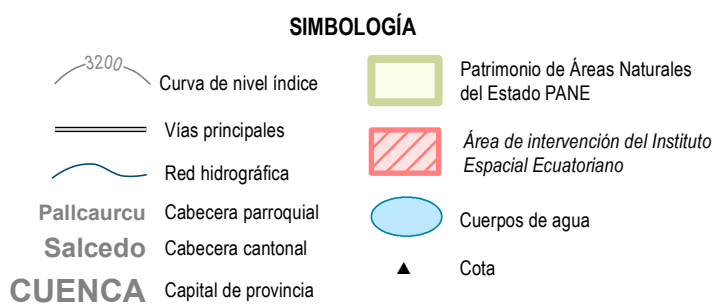 SIMBOLOGÍA
3200
Curva de nivel índice
Vías principales
Red hidrográfica
Pallcaurcu Cabecera parroquial
Salcedo Cabecera cantonal
CUENCA Capital de provincia
Patrimonio de Áreas Naturales
del Estado PANE
Área de intervención del Instituto
Espacial Ecuatoriano
Cuerpos de agua
Cota